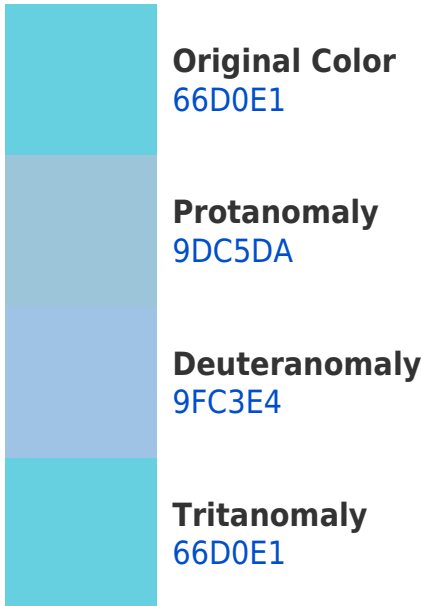 Original Color
66D0E1
Protanomaly
9DC5DA
Deuteranomaly
9FC3E4
Tritanomaly
66D0E1